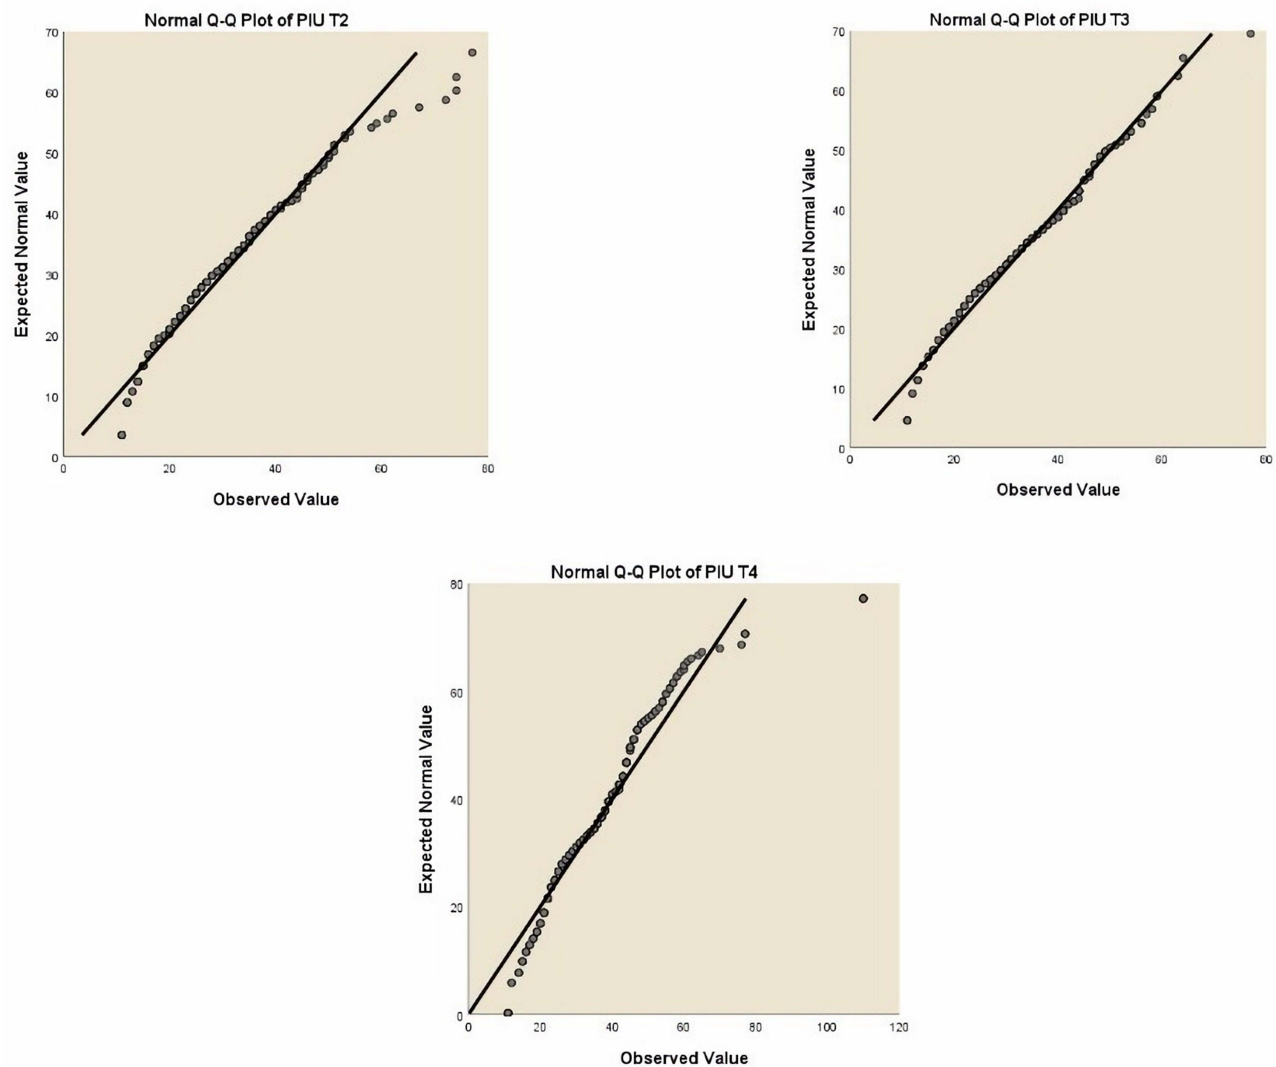 Normal Q-Q Plot of PIU T2
Expected Normal Value
70
60
50
40
30
20
10
0
0 20 40 60 80
Observed Value
Normal Q-Q Plot of PIU T3
Expected Normal Value
70
60
50
40
30
20
10
0
0 20 40 60 80
Observed Value
Normal Q-Q Plot of PIU T4
Expected Normal Value
80
60
40
20
0
0 20 40 60 80 100 120
Observed Value